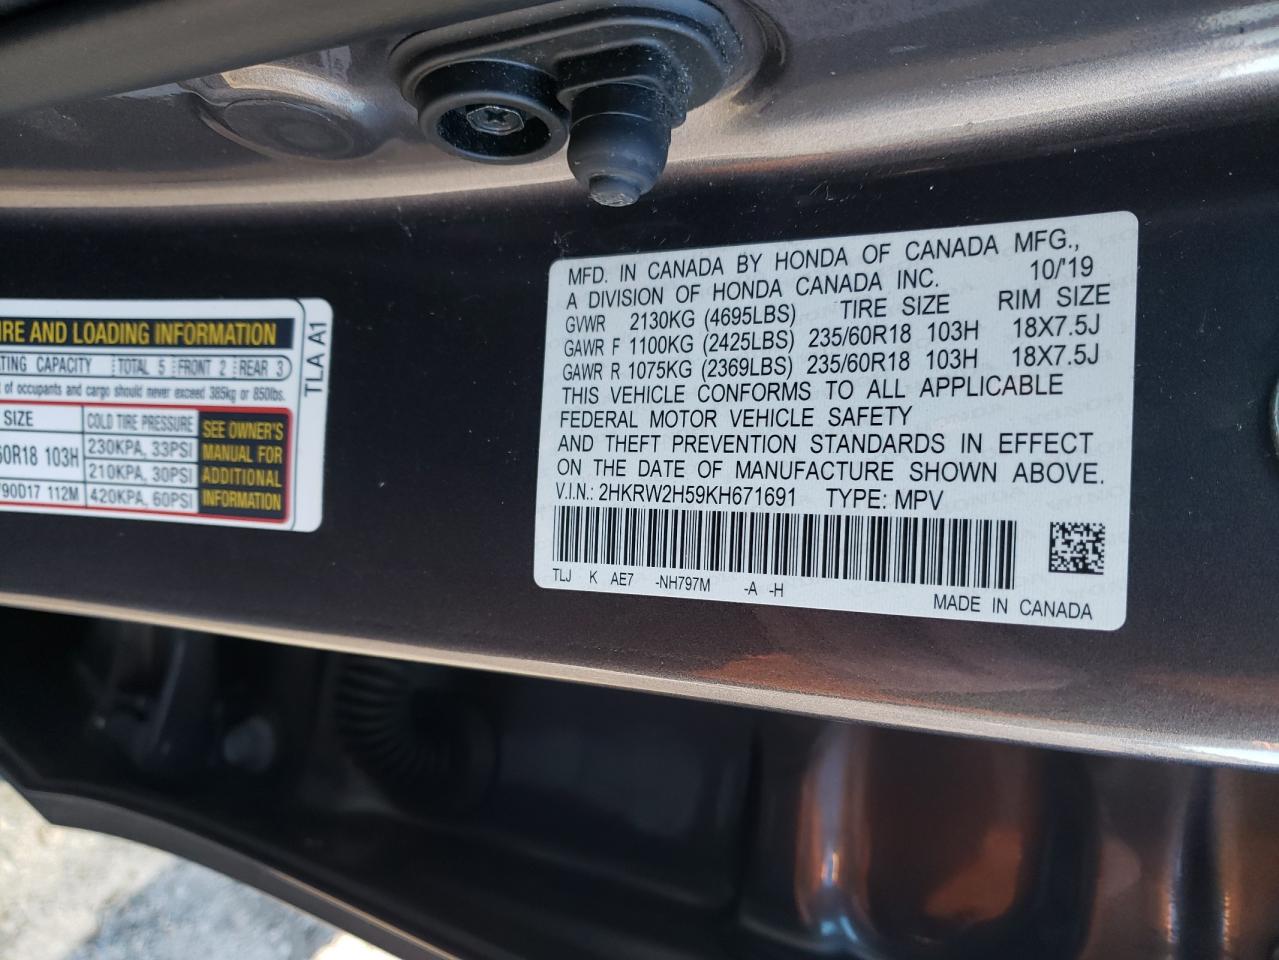 IRE AND LOADING INFORMATION
TING CAPACITY TOTAL 5 FRONT 2 REAR 3
t of occupants and cargo should never exceed 385kg or 850lbs.
SIZE COLD TIRE PRESSURE
60R18 103H 230KPA, 33PSI
210KPA, 30PSI
/90D17 112M 420KPA, 60PSI
SEE OWNER'S
MANUAL FOR
ADDITIONAL
INFORMATION
TLA A1
MFD. IN CANADA BY HONDA OF CANADA MFG.,
A DIVISION OF HONDA CANADA INC. 10/'19
GVWR 2130KG (4695LBS) TIRE SIZE RIM SIZE
GAWR F 1100KG (2425LBS) 235/60R18 103H 18X7.5J
GAWR R 1075KG (2369LBS) 235/60R18 103H 18X7.5J
THIS VEHICLE CONFORMS TO ALL APPLICABLE
FEDERAL MOTOR VEHICLE SAFETY
AND THEFT PREVENTION STANDARDS IN EFFECT
ON THE DATE OF MANUFACTURE SHOWN ABOVE.
V.I.N.: 2HKRW2H59KH671691 TYPE: MPV
TLJ K AE7 -NH797M -A -H
MADE IN CANADA